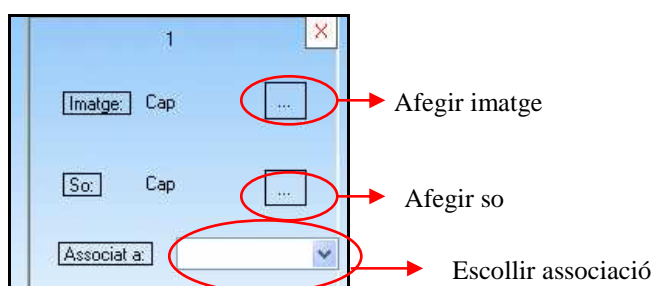 1
Imatge: Cap ... Afegir imatge
So: Cap ... Afegir so
Associat a: Escollir associació